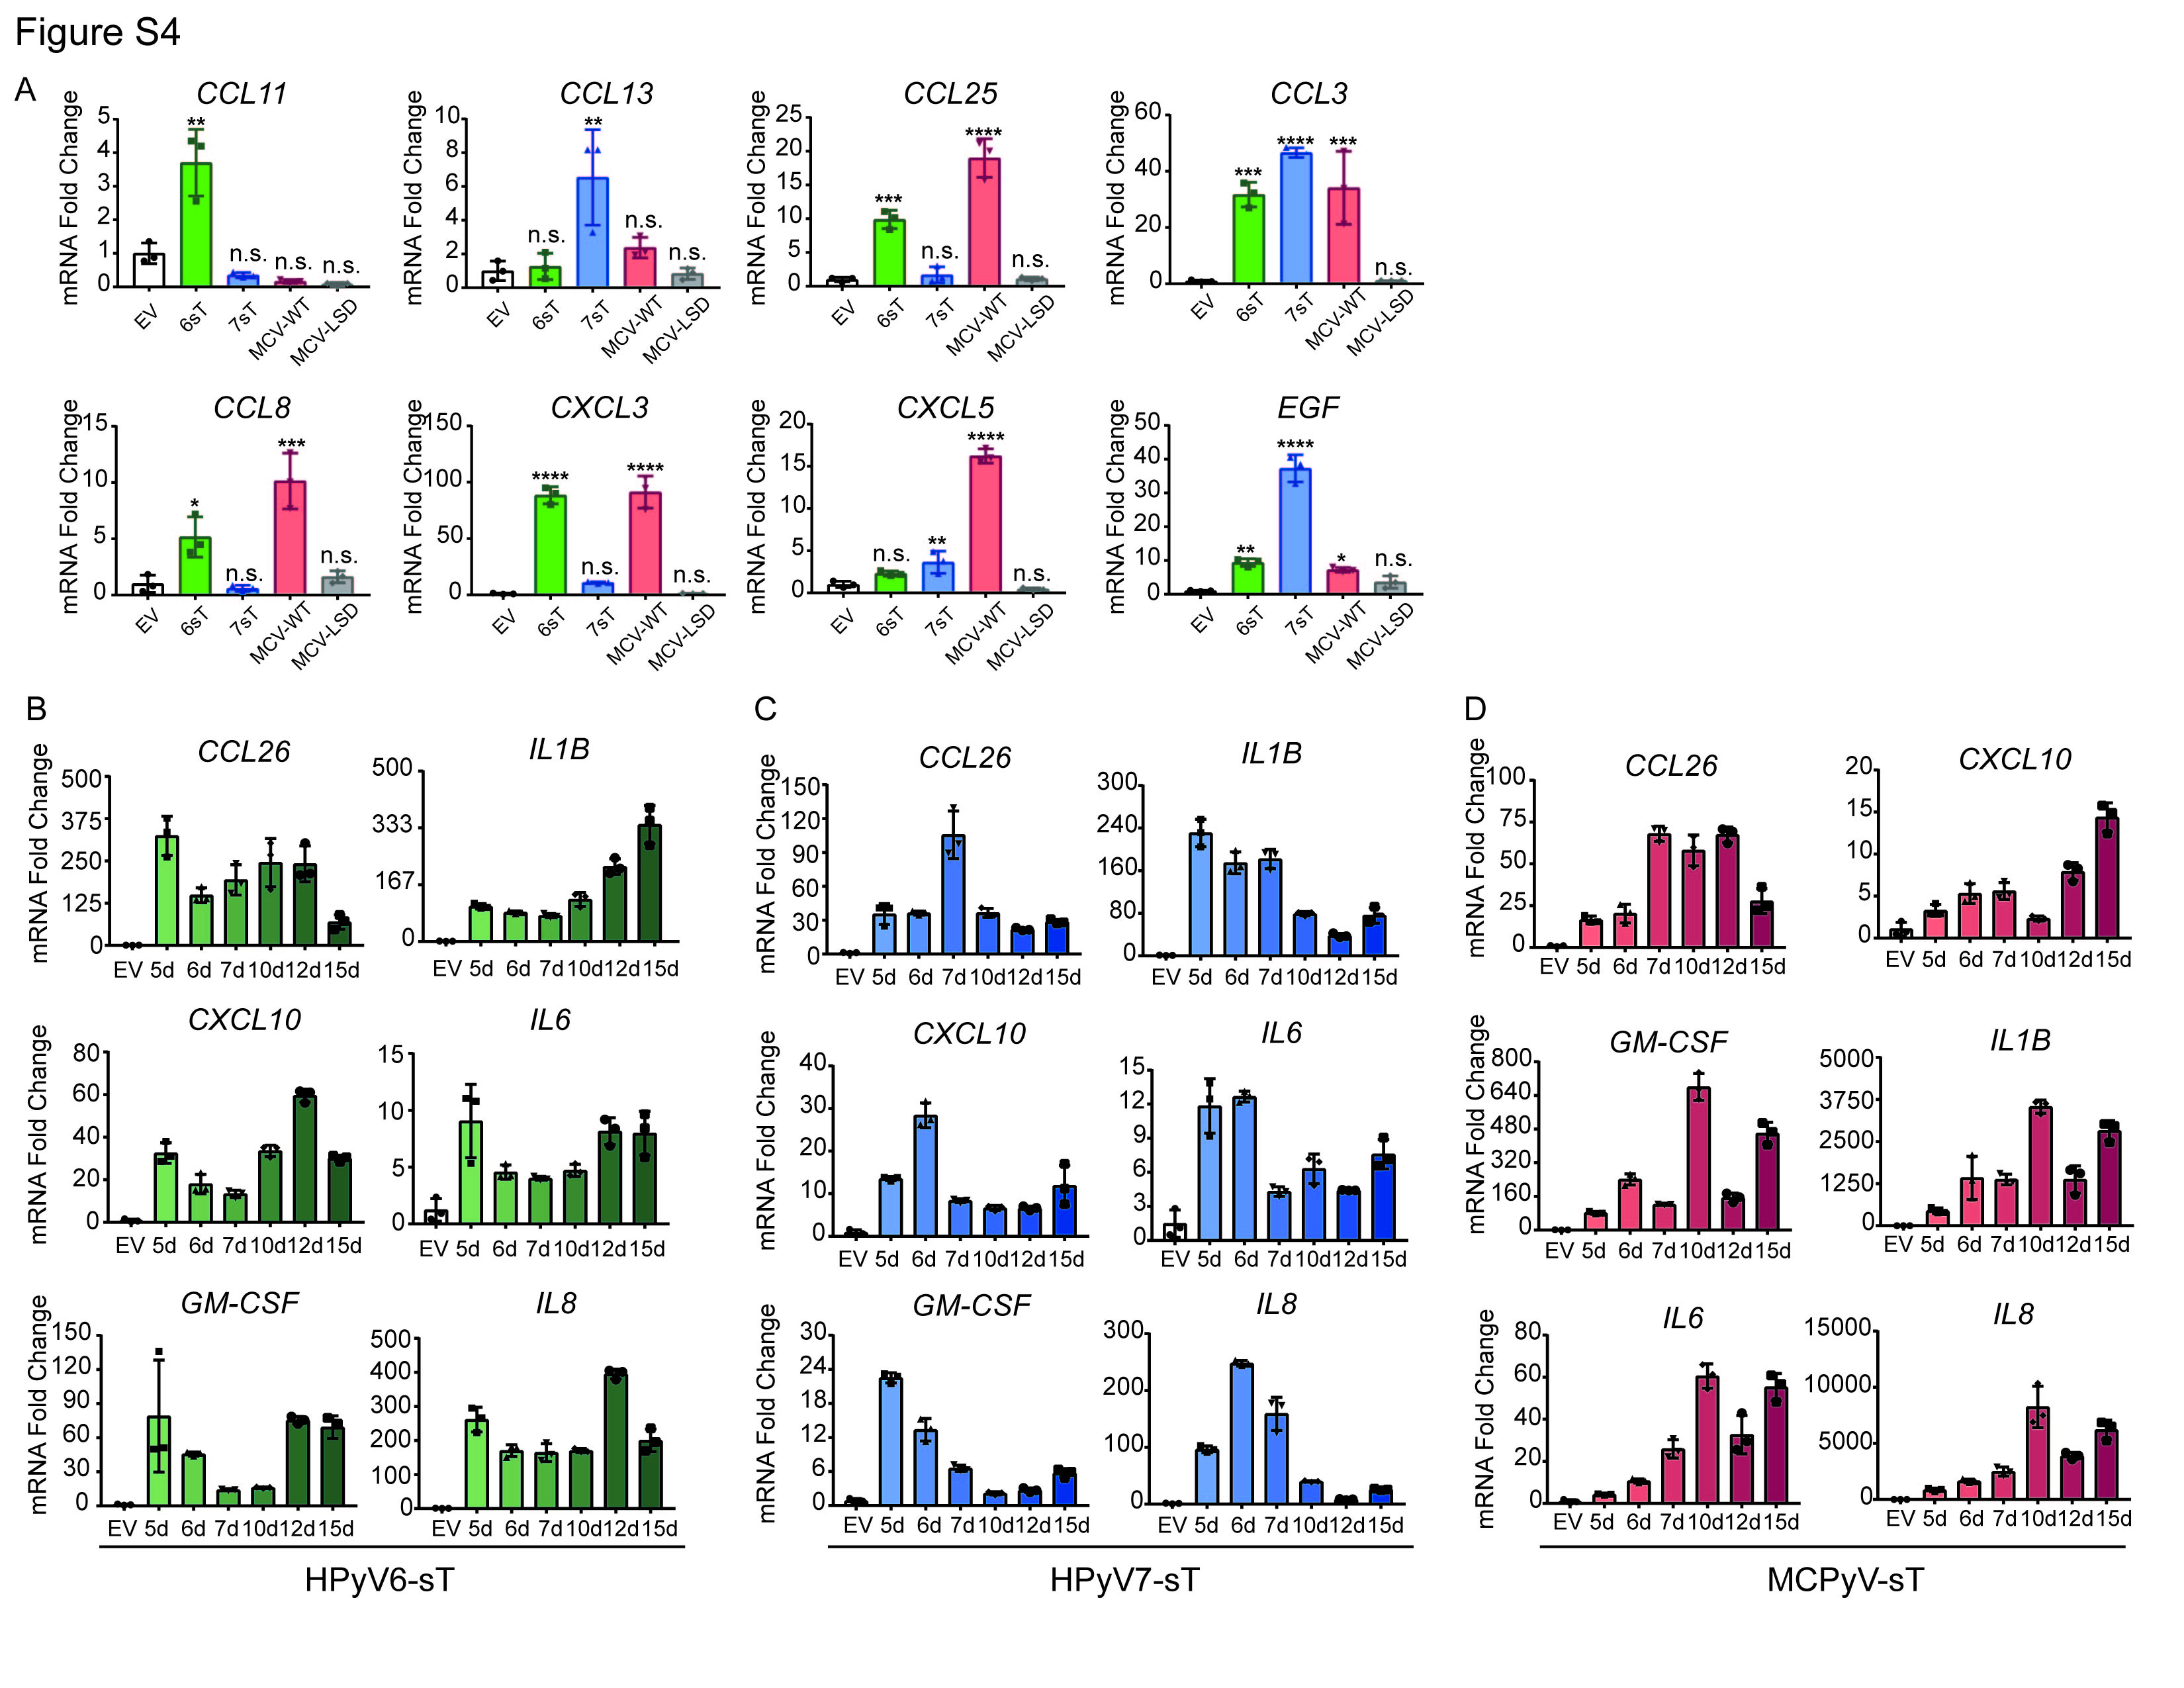 Figure S4
A
CCL11
mRNA Fold Change
5
4
3
2
1
0
**
n.s.
n.s.
n.s.
EV
6sT
7sT
MCV-WT
MCV-LSD
CCL13
mRNA Fold Change
10
8
6
4
2
0
n.s.
**
n.s.
n.s.
EV
6sT
7sT
MCV-WT
MCV-LSD
CCL25
mRNA Fold Change
25
20
15
10
5
0
***
n.s.
****
n.s.
EV
6sT
7sT
MCV-WT
MCV-LSD
CCL3
mRNA Fold Change
60
40
20
0
***
****
***
n.s.
EV
6sT
7sT
MCV-WT
MCV-LSD
CCL8
mRNA Fold Change
15
10
5
0
*
n.s.
***
n.s.
EV
6sT
7sT
MCV-WT
MCV-LSD
CXCL3
mRNA Fold Change
150
100
50
0
****
n.s.
****
n.s.
EV
6sT
7sT
MCV-WT
MCV-LSD
CXCL5
mRNA Fold Change
20
15
10
5
0
n.s.
**
****
n.s.
EV
6sT
7sT
MCV-WT
MCV-LSD
EGF
mRNA Fold Change
50
40
30
20
10
0
**
****
*
n.s.
EV
6sT
7sT
MCV-WT
MCV-LSD
B
CCL26
mRNA Fold Change
500
375
250
125
0
EV 5d 6d 7d 10d 12d 15d
IL1B
500
333
167
0
EV 5d 6d 7d 10d 12d 15d
CXCL10
mRNA Fold Change
80
60
40
20
0
EV 5d 6d 7d 10d 12d 15d
IL6
15
10
5
0
EV 5d 6d 7d 10d 12d 15d
GM-CSF
mRNA Fold Change
150
120
90
60
30
0
EV 5d 6d 7d 10d 12d 15d
IL8
500
400
300
200
100
0
EV 5d 6d 7d 10d 12d 15d
HPyV6-sT
C
CCL26
mRNA Fold Change
150
120
90
60
30
0
EV 5d 6d 7d 10d 12d 15d
IL1B
300
240
160
80
0
EV 5d 6d 7d 10d 12d 15d
CXCL10
mRNA Fold Change
40
30
20
10
0
EV 5d 6d 7d 10d 12d 15d
IL6
15
12
9
6
3
0
EV 5d 6d 7d 10d 12d 15d
GM-CSF
mRNA Fold Change
30
24
18
12
6
0
EV 5d 6d 7d 10d 12d 15d
IL8
300
200
100
0
EV 5d 6d 7d 10d 12d 15d
HPyV7-sT
D
CCL26
mRNA Fold Change
100
75
50
25
0
EV 5d 6d 7d 10d 12d 15d
CXCL10
20
15
10
5
0
EV 5d 6d 7d 10d 12d 15d
GM-CSF
mRNA Fold Change
800
640
480
320
160
0
EV 5d 6d 7d 10d 12d 15d
IL1B
5000
3750
2500
1250
0
EV 5d 6d 7d 10d 12d 15d
IL6
mRNA Fold Change
80
60
40
20
0
EV 5d 6d 7d 10d 12d 15d
IL8
15000
10000
5000
0
EV 5d 6d 7d 10d 12d 15d
MCPyV-sT